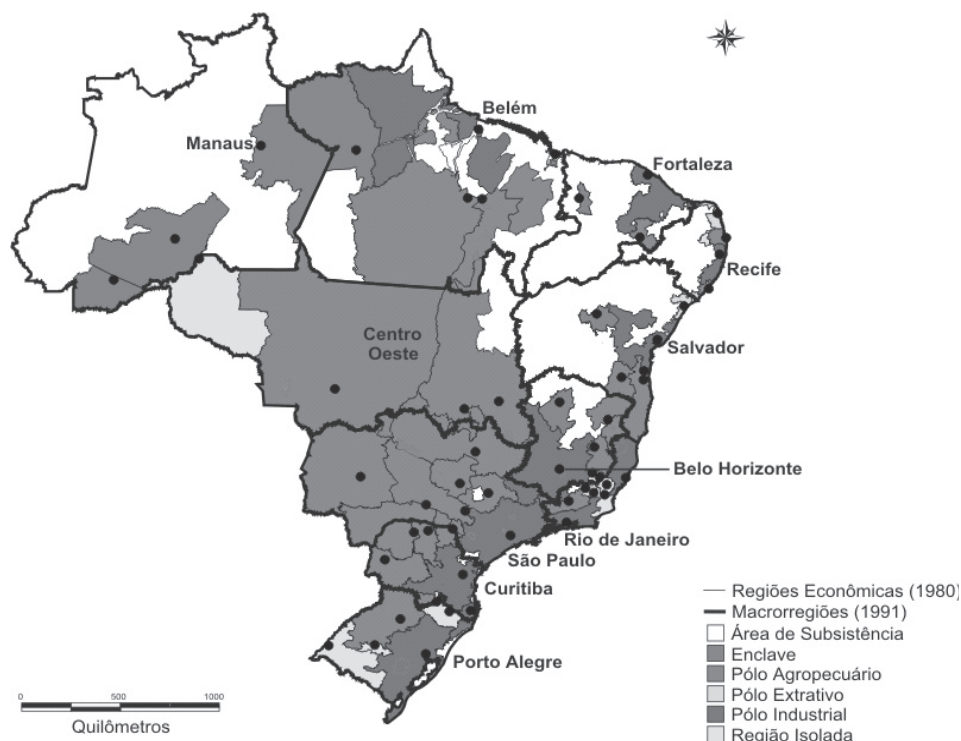 Belém
Manaus
Fortaleza
Recife
Centro
Oeste
Salvador
Belo Horizonte
Rio de Janeiro
São Paulo
Curitiba
Porto Alegre
Regiões Econômicas (1980)
Macrorregiões (1991)
Área de Subsistência
Enclave
Pólo Agropecuário
Pólo Extrativo
Pólo Industrial
Região Isolada
0 500 1000
Quilômetros